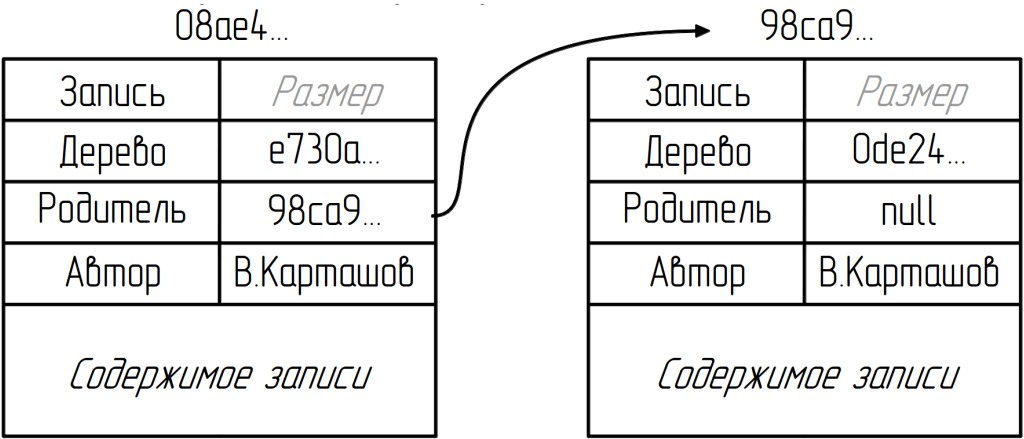 08ae4...
Запись Размер
Дерево e730a...
Родитель 98ca9...
Автор В.Карташов
Содержимое записи
98ca9...
Запись Размер
Дерево 0de24...
Родитель null
Автор В.Карташов
Содержимое записи